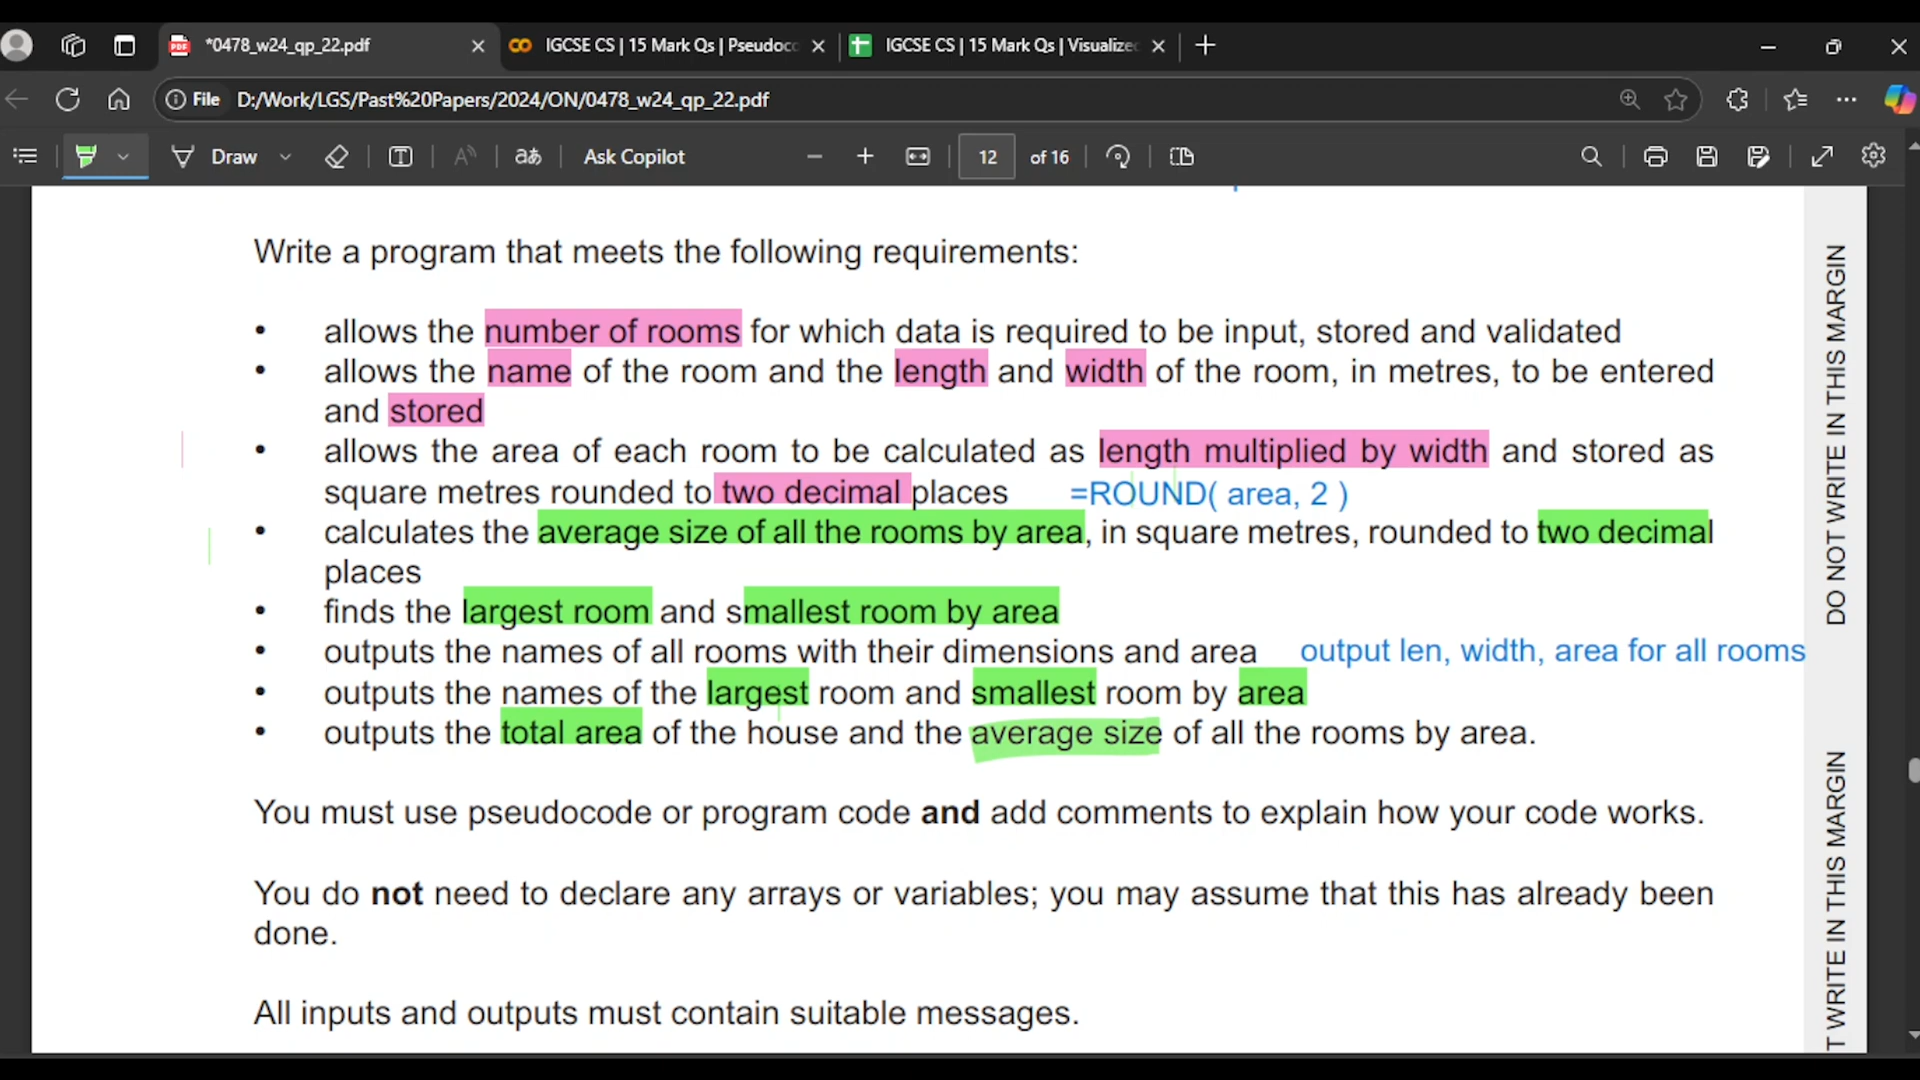 *0478_w24_qp_22.pdf
IGCSE CS | 15 Mark Qs | Pseudoco
IGCSE CS | 15 Mark Qs | Visualize
File D:/Work/LGS/Past%20Papers/2024/ON/0478_w24_qp_22.pdf
Draw
aあ
Ask Copilot
12 of 16
Write a program that meets the following requirements:
• allows the number of rooms for which data is required to be input, stored and validated
• allows the name of the room and the length and width of the room, in metres, to be entered
and stored
• allows the area of each room to be calculated as length multiplied by width and stored as
square metres rounded to two decimal places =ROUND( area, 2 )
• calculates the average size of all the rooms by area, in square metres, rounded to two decimal
places
• finds the largest room and smallest room by area
• outputs the names of all rooms with their dimensions and area output len, width, area for all rooms
• outputs the names of the largest room and smallest room by area
• outputs the total area of the house and the average size of all the rooms by area.
You must use pseudocode or program code and add comments to explain how your code works.
You do not need to declare any arrays or variables; you may assume that this has already been
done.
All inputs and outputs must contain suitable messages.
DO NOT WRITE IN THIS MARGIN
T WRITE IN THIS MARGIN